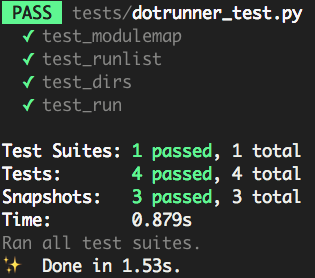 PASS tests/dotrunner_test.py
✓ test_modulemap
✓ test_runlist
✓ test_dirs
✓ test_run
Test Suites: 1 passed, 1 total
Tests: 4 passed, 4 total
Snapshots: 3 passed, 3 total
Time: 0.879s
Ran all test suites.
✨ Done in 1.53s.